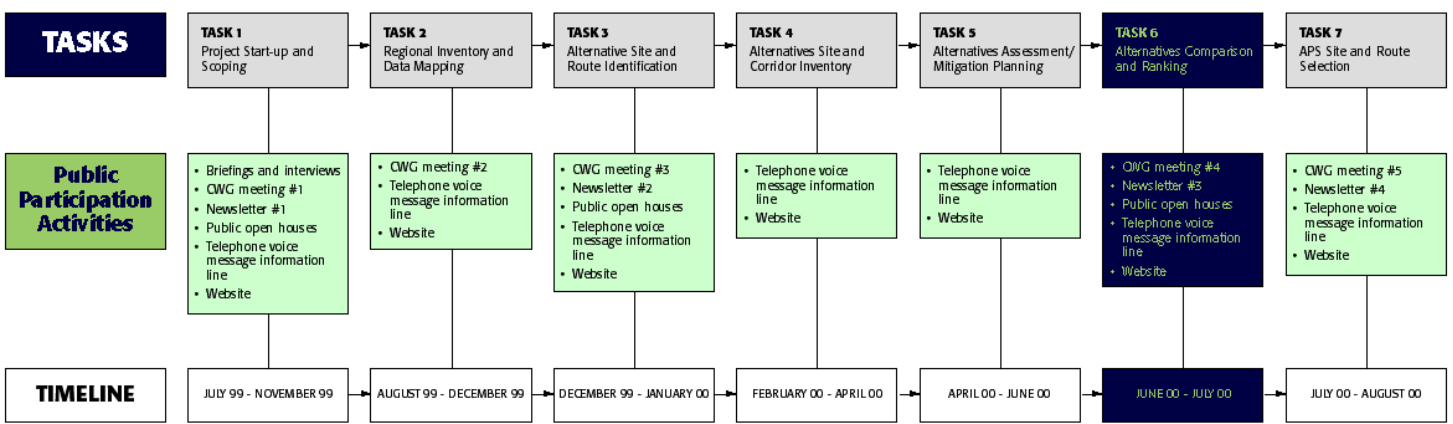 TASKS
TASK 1
Project Start-up and
Scoping
TASK 2
Regional Inventory and
Data Mapping
TASK 3
Alternative Site and
Route Identification
TASK 4
Alternatives Site and
Corridor Inventory
TASK 5
Alternatives Assessment/
Mitigation Planning
TASK 6
Alternatives Comparison
and Ranking
TASK 7
APS Site and Route
Selection
Public
Participation
Activities
• Briefings and interviews
• CWG meeting #1
• Newsletter #1
• Public open houses
• Telephone voice
message information
line
• Website
• CWG meeting #2
• Telephone voice
message information
line
• Website
• CWG meeting #3
• Newsletter #2
• Public open houses
• Telephone voice
message information
line
• Website
• Telephone voice
message information
line
• Website
• Telephone voice
message information
line
• Website
• CWG meeting #4
• Newsletter #3
• Public open houses
• Telephone voice
message information
line
• Website
• CWG meeting #5
• Newsletter #4
• Telephone voice
message information
line
• Website
TIMELINE
JULY 99 - NOVEMBER 99
AUGUST 99 - DECEMBER 99
DECEMBER 99 - JANUARY 00
FEBRUARY 00 - APRIL 00
APRIL 00 - JUNE 00
JUNE 00 - JULY 00
JULY 00 - AUGUST 00